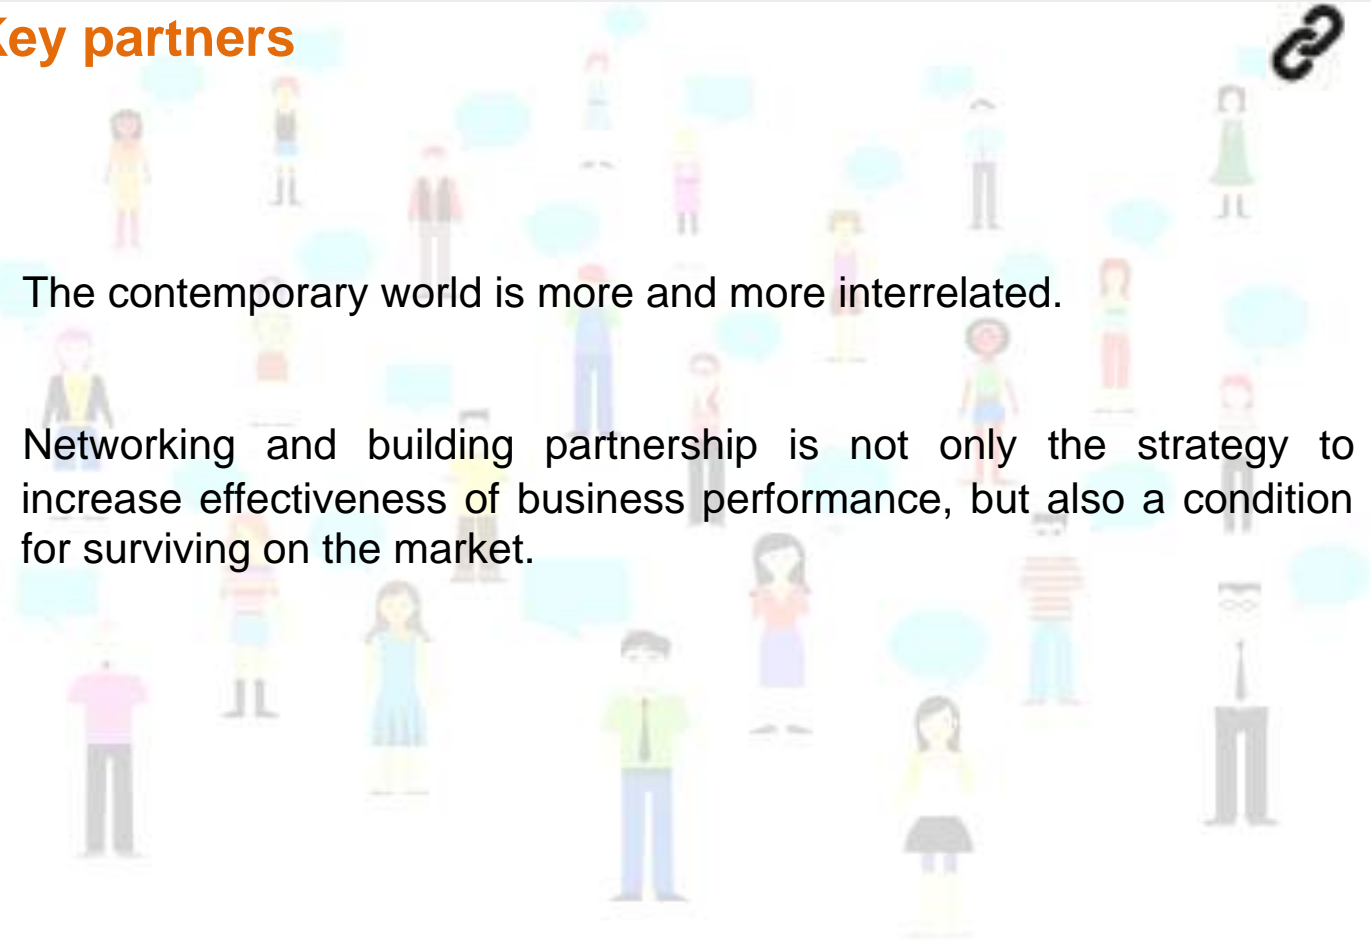 Key partners
The contemporary world is more and more interrelated.
Networking and building partnership is not only the strategy to
increase effectiveness of business performance, but also a condition
for surviving on the market.